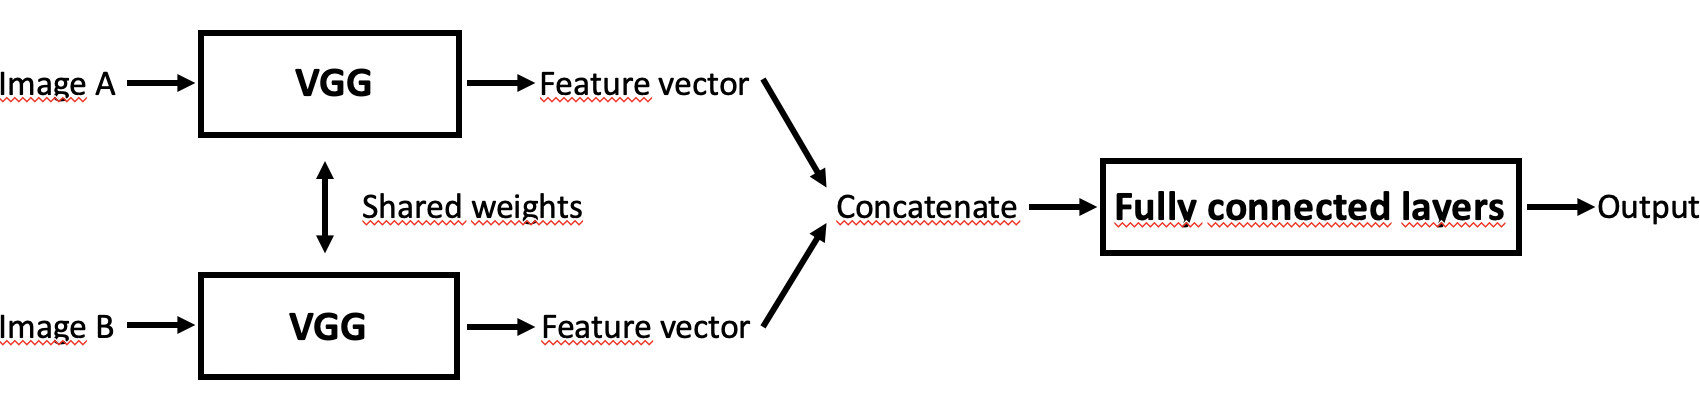 Image A
VGG
Feature vector
Shared weights
Concatenate
Fully connected layers
Output
Image B
VGG
Feature vector